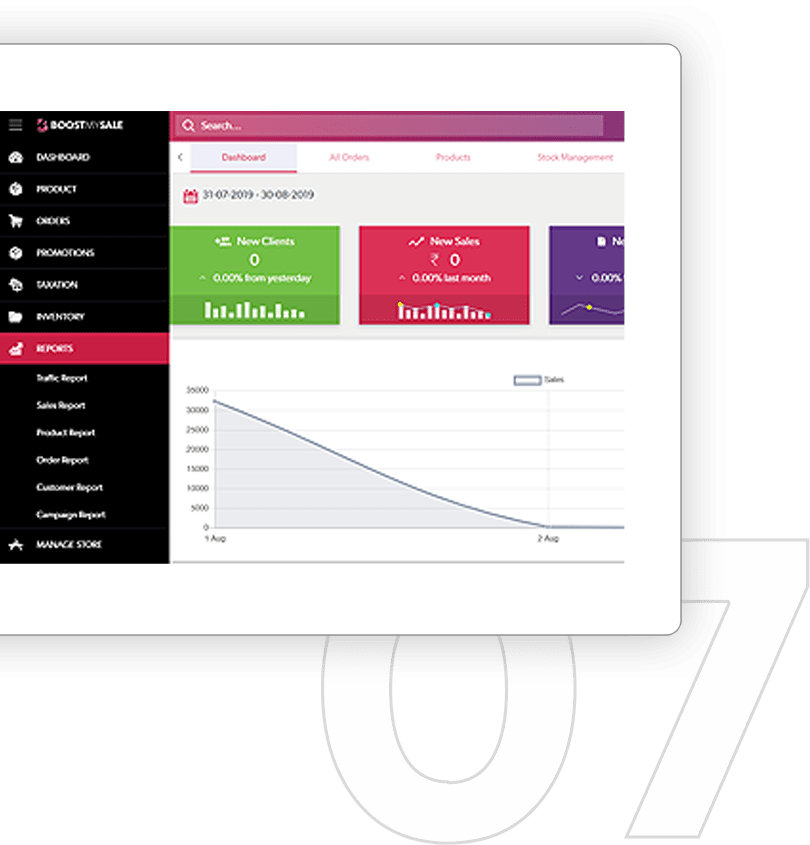 BOOSTMYSALE
Search...
DASHBOARD
PRODUCT
ORDERS
PROMOTIONS
TAXATION
INVENTORY
REPORTS
Traffic Report
Sales Report
Product Report
Order Report
Customer Report
Campaign Report
MANAGE STORE
Dashboard
All Orders
Products
Stock Management
31-07-2019 - 30-08-2019
New Clients
0
0.00% from yesterday
New Sales
₹ 0
0.00% last month
0.00%
Sales
35000
30000
25000
20000
15000
10000
5000
0
1 Aug
2 Aug
07